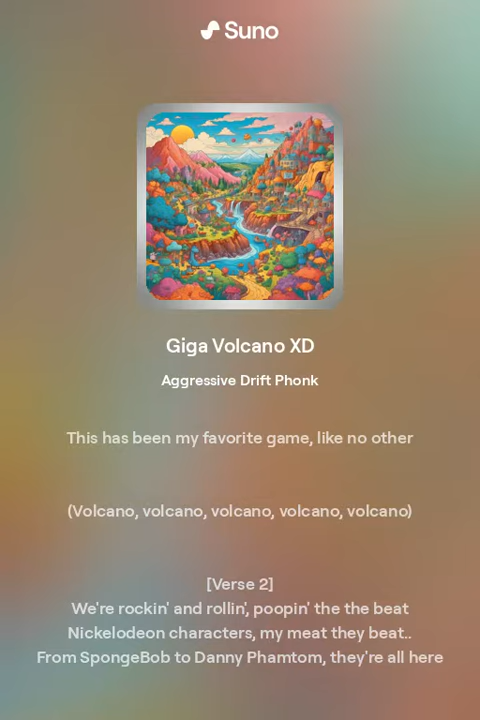 Suno
Giga Volcano XD
Aggressive Drift Phonk
This has been my favorite game, like no other
(Volcano, volcano, volcano, volcano, volcano)
[Verse 2]
We're rockin' and rollin', poopin' the the beat
Nickelodeon characters, my meat they beat..
From SpongeBob to Danny Phamtom, they're all here